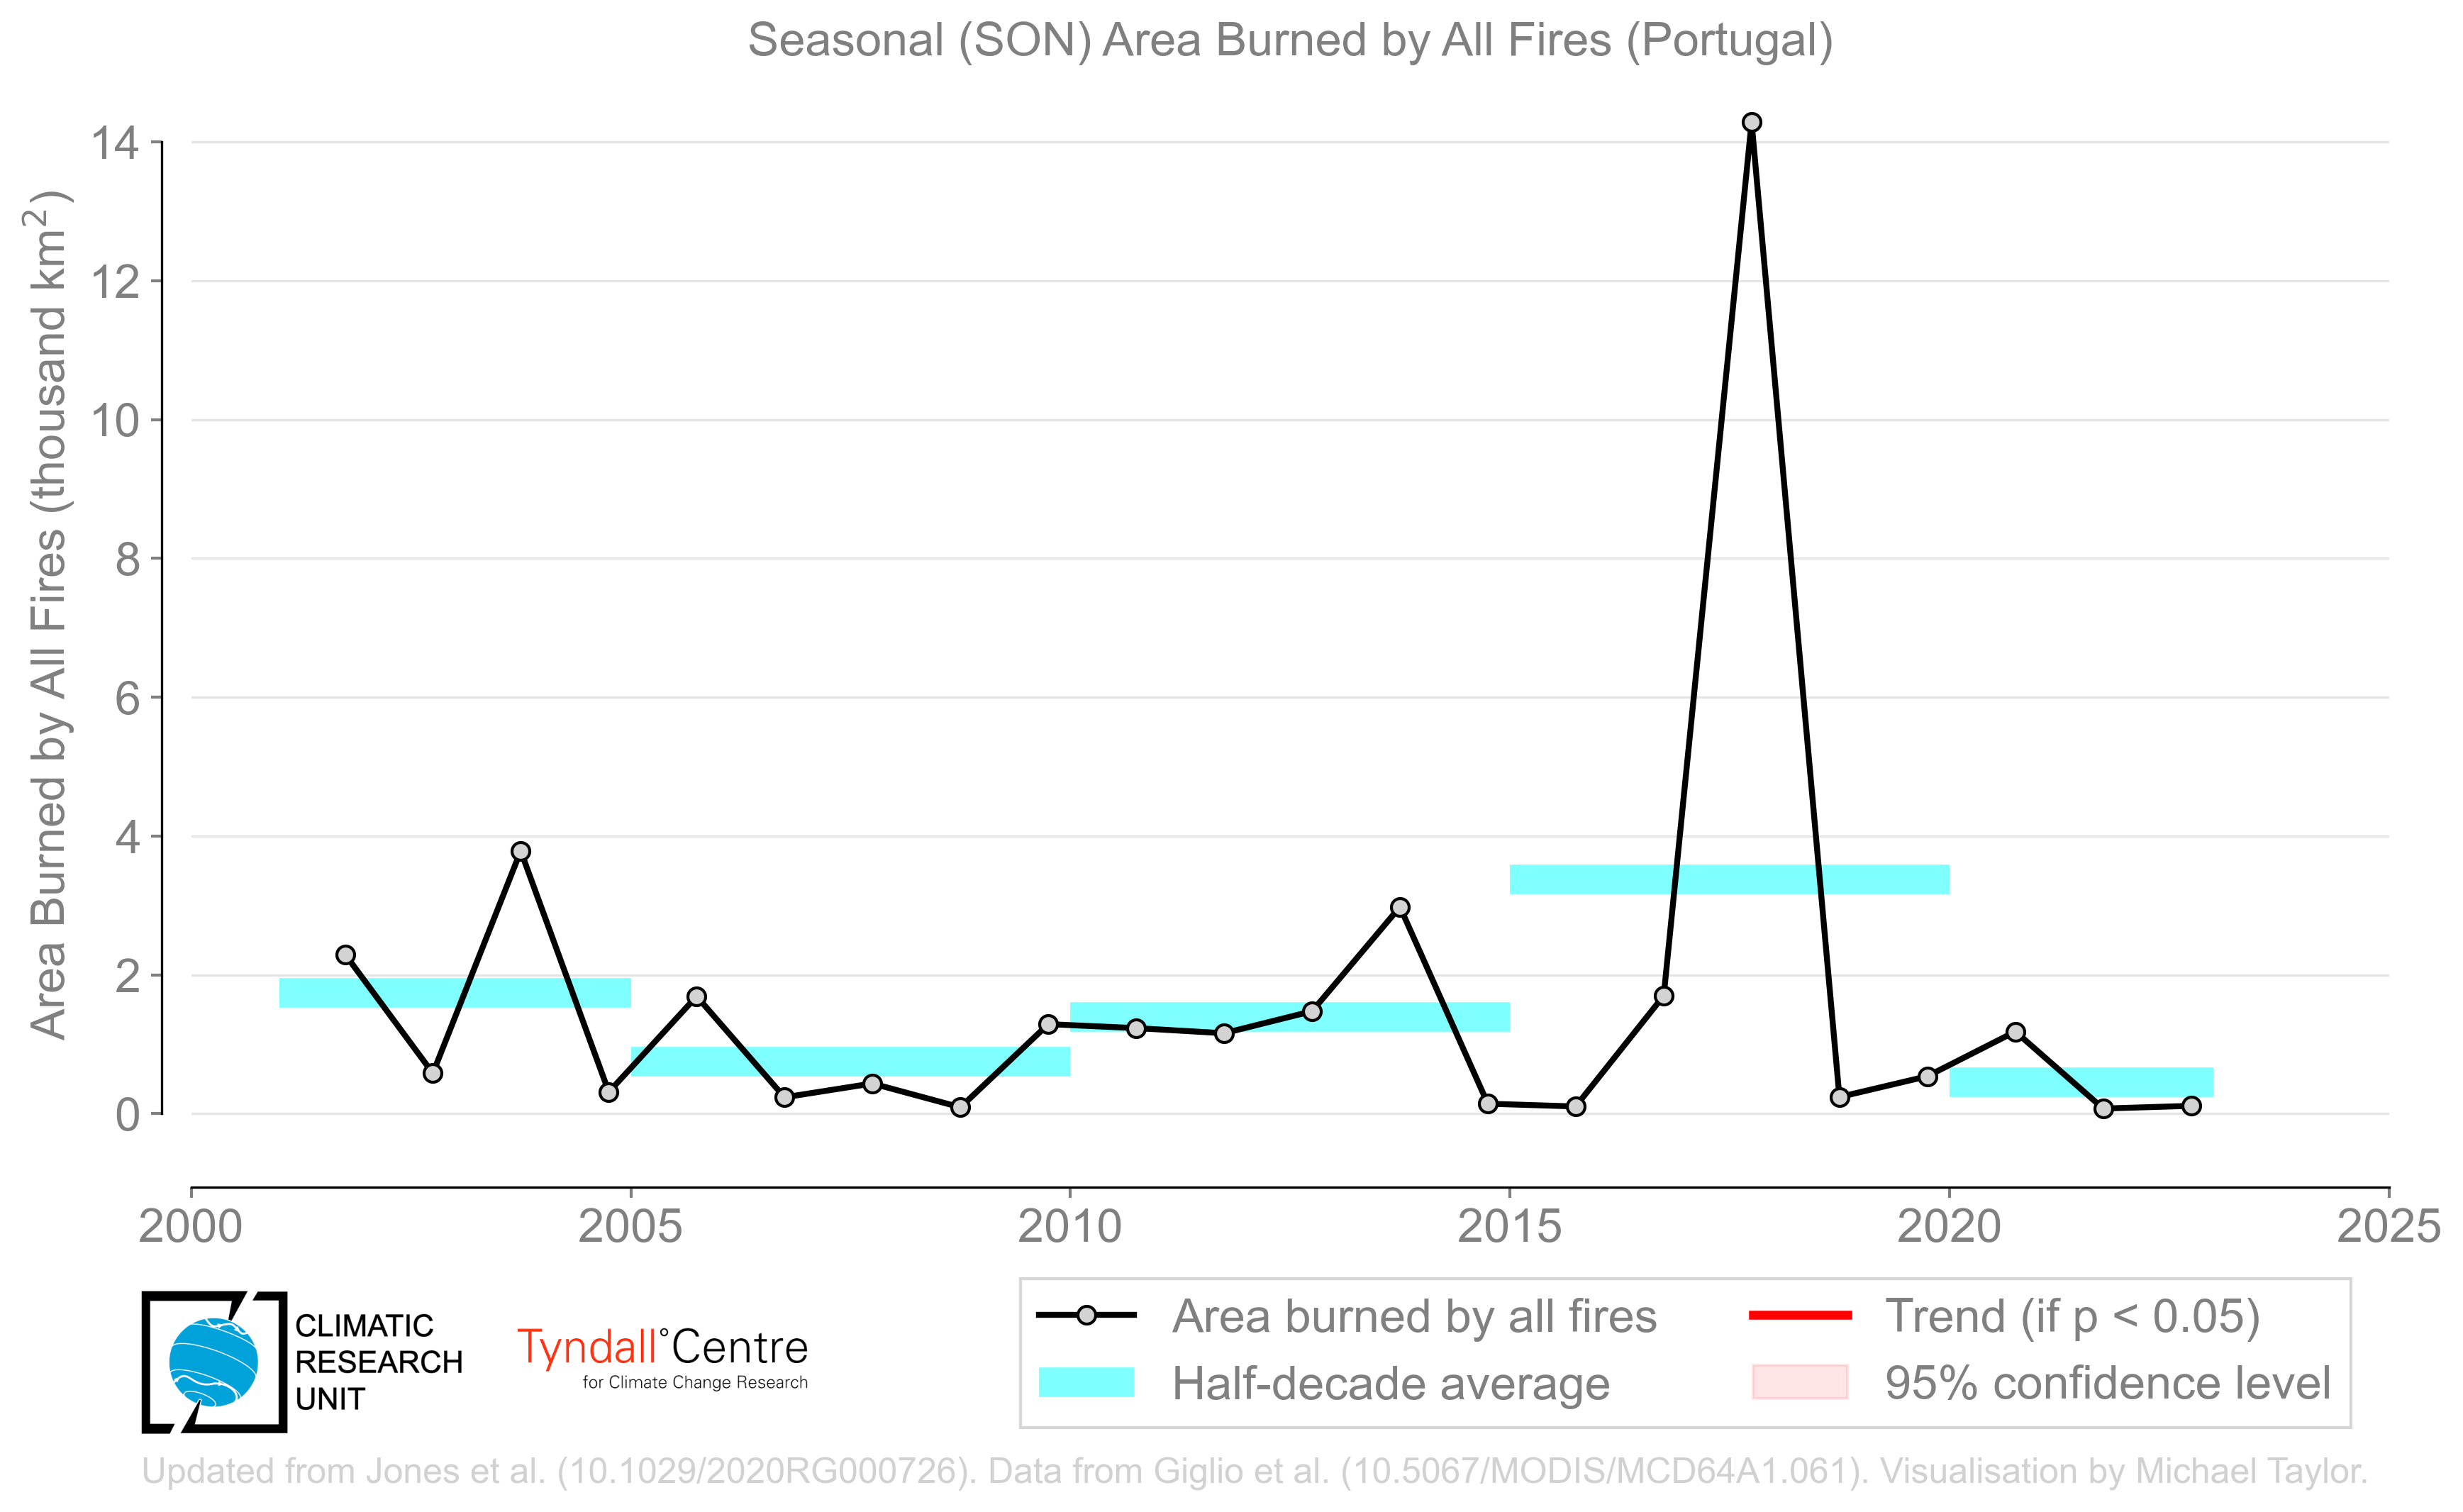 Seasonal (SON) Area Burned by All Fires (Portugal)
Area Burned by All Fires (thousand km²)
14
12
10
8
6
4
2
0
2000 2005 2010 2015 2020 2025
CLIMATIC
RESEARCH
UNIT
Tyndall°Centre
for Climate Change Research
Area burned by all fires
Half-decade average
Trend (if p < 0.05)
95% confidence level
Updated from Jones et al. (10.1029/2020RG000726). Data from Giglio et al. (10.5067/MODIS/MCD64A1.061). Visualisation by Michael Taylor.